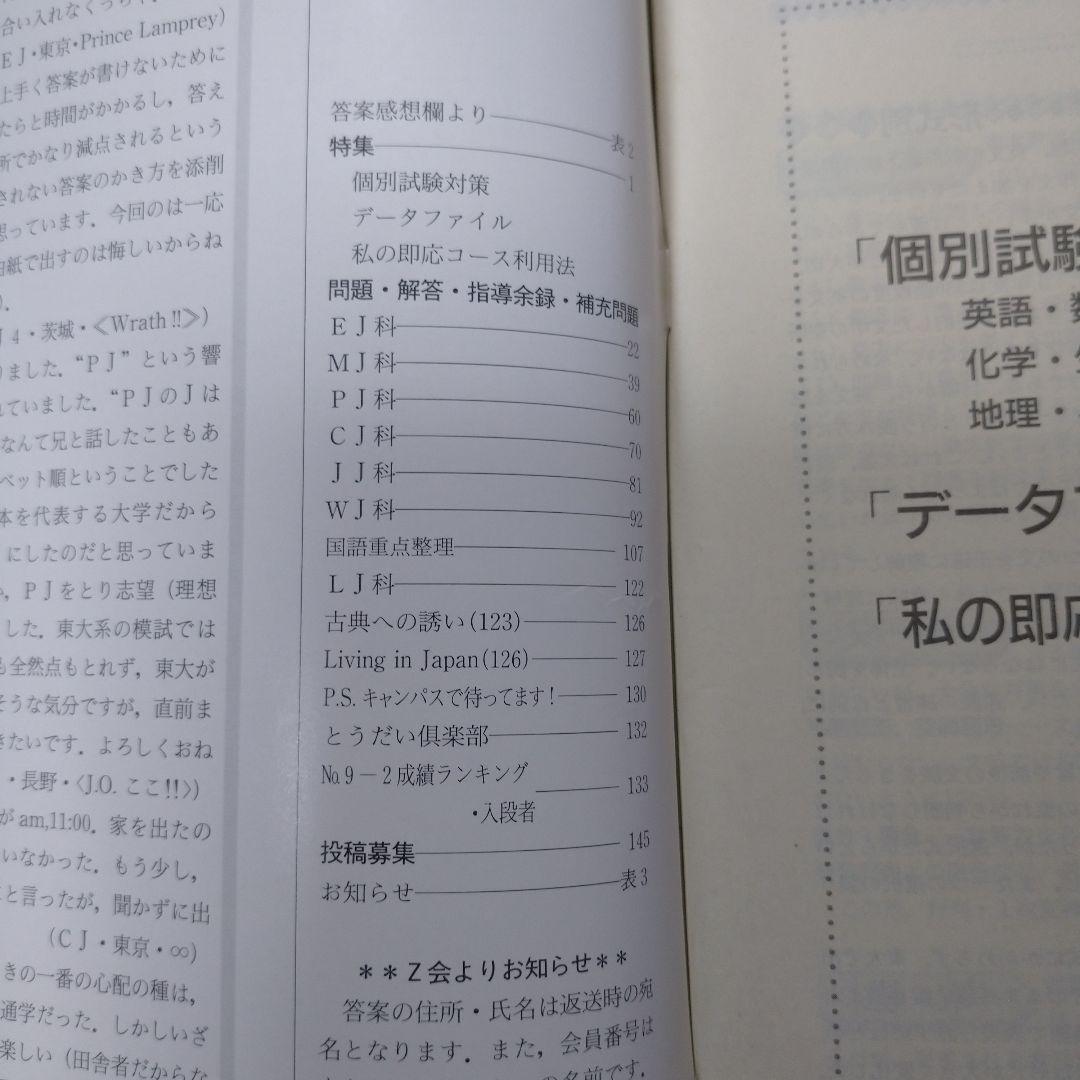 合い入れなくっちゃ
EJ・東京・Prince Lamprey）
上手く答案が書けないために
たらと時間がかかるし，答え
所でかなり減点されるという
されない答案のかき方を添削
思っています．今回のは一応
白紙で出すのは悔しいからね
）．
J4・茨城・≪Wrath!!≫）
りました．“PJ”という響
れていました．“PJのJは
なんて兄と話したこともあ
ベット順ということでした
本を代表する大学だから
」にしたのだと思っていま
い，PJをとり志望（理想
した．東大系の模試では
も全然点もとれず，東大が
そうな気分ですが，直前ま
きたいです．よろしくおね
・長野・〈J.O. ここ!!〉）
がam,11:00．家を出たの
いなかった．もう少し，
と言ったが，聞かずに出
（CJ・東京・∞）
きの一番の心配の種は，
通学だった．しかしいざ
楽しい（田舎者だからな
答案感想欄より 表2
特集 1
個別試験対策
データファイル
私の即応コース利用法
問題・解答・指導余録・補充問題
EJ科 22
MJ科 39
PJ科 60
CJ科 70
JJ科 81
WJ科 92
国語重点整理 107
LJ科 122
古典への誘い(123) 126
Living in Japan(126) 127
P.S.キャンパスで待ってます！ 130
とうだい倶楽部 132
№9－2成績ランキング
・入段者 133
投稿募集 145
お知らせ 表3
＊＊Z会よりお知らせ＊＊
答案の住所・氏名は返送時の宛
名となります．また，会員番号は
の名前です．
「個別試験
英語・数
化学・生
地理・
「データフ
「私の即応